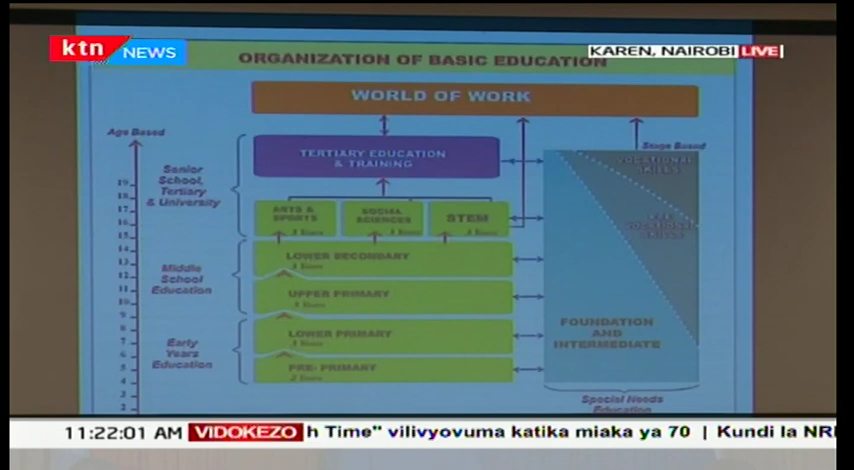 ktn NEWS
KAREN, NAIROBI LIVE
ORGANIZATION OF BASIC EDUCATION
WORLD OF WORK
Age Based
Stage Based
TERTIARY EDUCATION
& TRAINING
VOCATIONAL
SKILLS
Senior
School,
Tertiary
& University
19
18
17
16
15
14
13
12
11
10
9
8
7
6
5
4
3
2
ARTS &
SPORTS
SOCIAL
SCIENCES
STEM
PRE
VOCATIONAL
SKILLS
LOWER SECONDARY
Middle
School
Education
UPPER PRIMARY
LOWER PRIMARY
FOUNDATION
AND
INTERMEDIATE
Early
Years
Education
PRE- PRIMARY
Special Needs
Education
11:22:01 AM VIDOKEZO h Time" vilivyovuma katika miaka ya 70 | Kundi la NRI